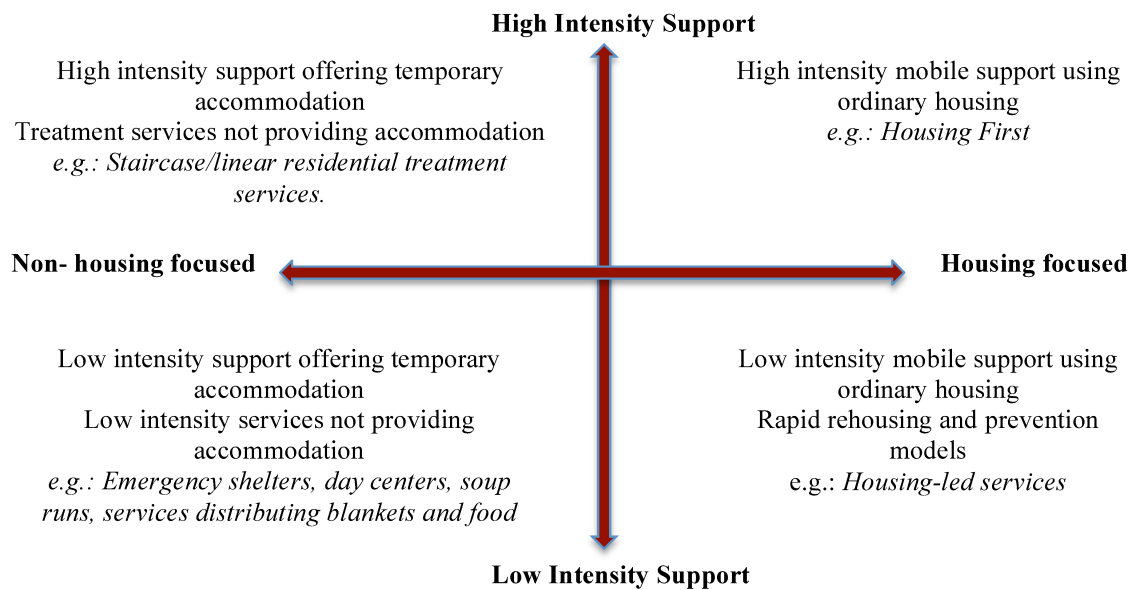 High Intensity Support
High intensity support offering temporary
accommodation
Treatment services not providing accommodation
e.g.: Staircase/linear residential treatment
services.
High intensity mobile support using
ordinary housing
e.g.: Housing First
Non- housing focused
Housing focused
Low intensity support offering temporary
accommodation
Low intensity services not providing
accommodation
e.g.: Emergency shelters, day centers, soup
runs, services distributing blankets and food
Low intensity mobile support using
ordinary housing
Rapid rehousing and prevention
models
e.g.: Housing-led services
Low Intensity Support